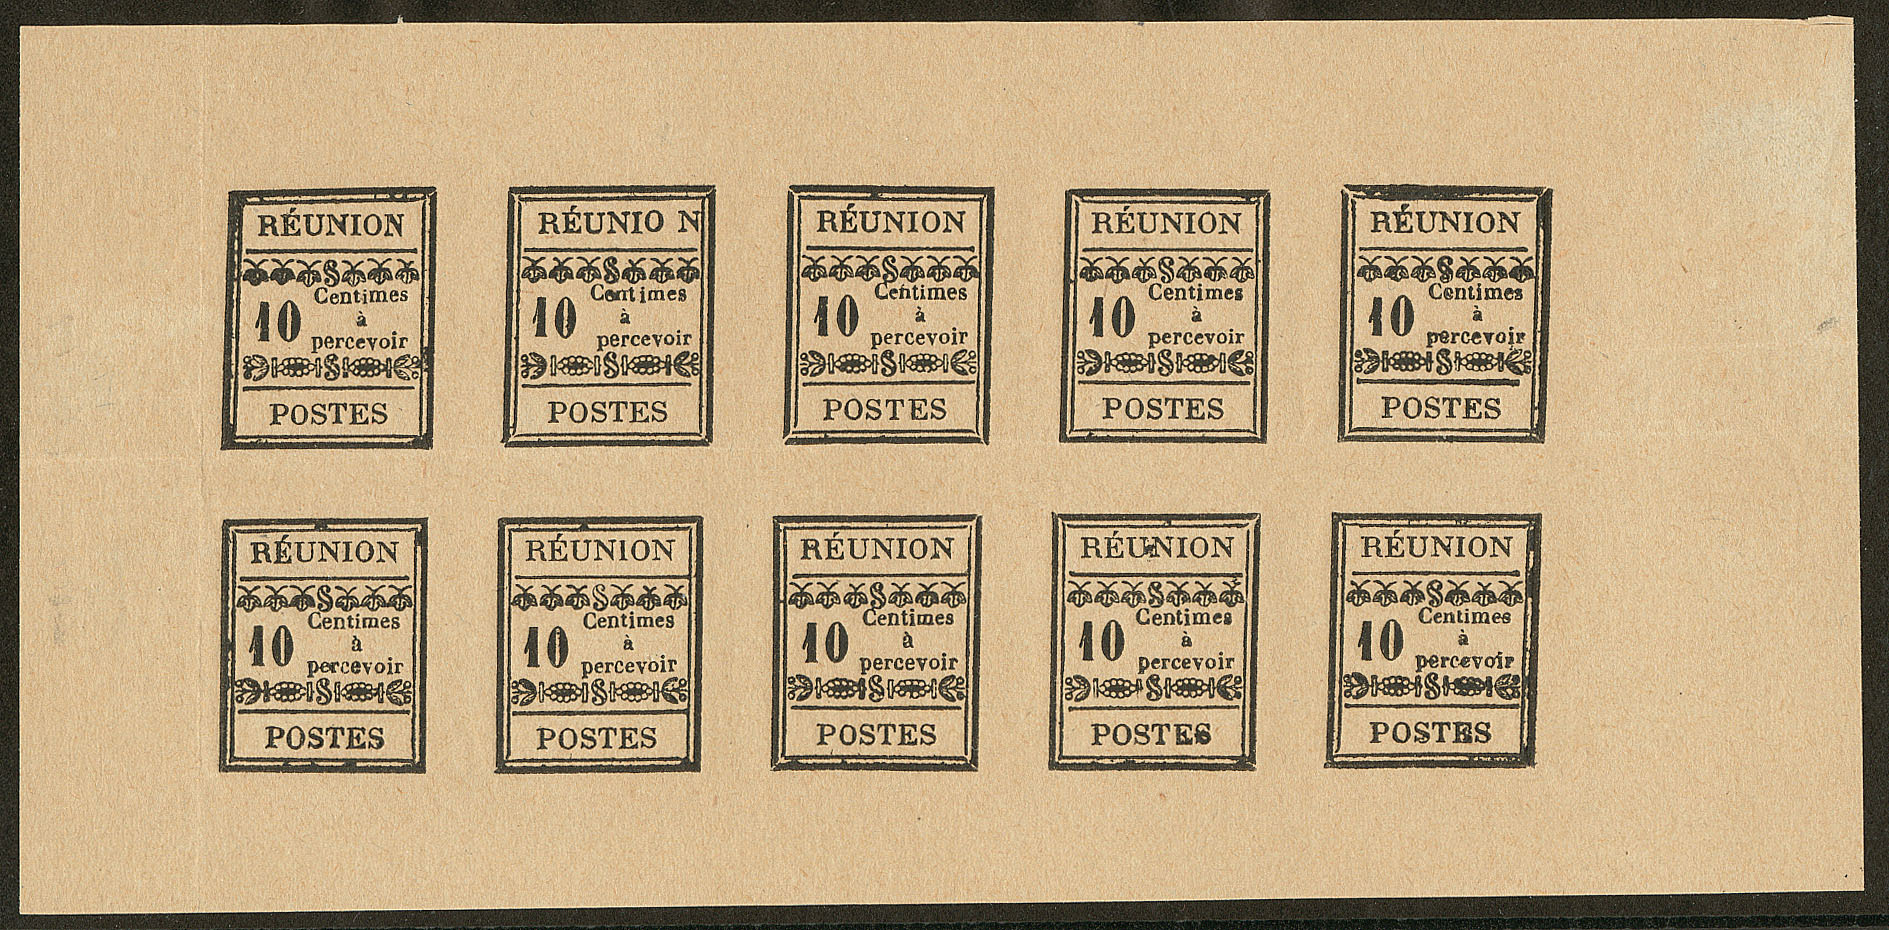 RÉUNION
Centimes
10 à
percevoir
POSTES
RÉUNIO N
Centimes
10 à
percevoir
POSTES
RÉUNION
Centimes
10 à
percevoir
POSTES
RÉUNION
Centimes
10 à
percevoir
POSTES
RÉUNION
Centimes
10 à
percevoir
POSTES
RÉUNION
Centimes
10 à
percevoir
POSTES
RÉUNION
Centimes
10 à
percevoir
POSTES
RÉUNION
Centimes
10 à
percevoir
POSTES
RÉUNION
Centimes
10 à
percevoir
POSTES
RÉUNION
Centimes
10 à
percevoir
POSTES